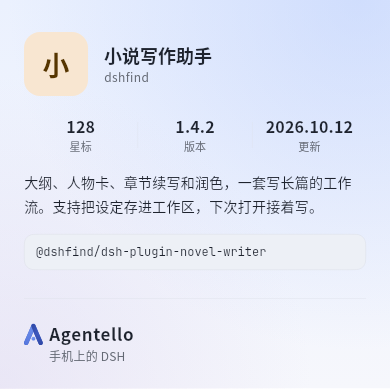 小
小说写作助手
dshfind
128
1.4.2
2026.10.12
星标
版本
更新
大纲、人物卡、章节续写和润色，一套写长篇的工作
流。支持把设定存进工作区，下次打开接着写。
@dshfind/dsh-plugin-novel-writer
Agentello
手机上的 DSH